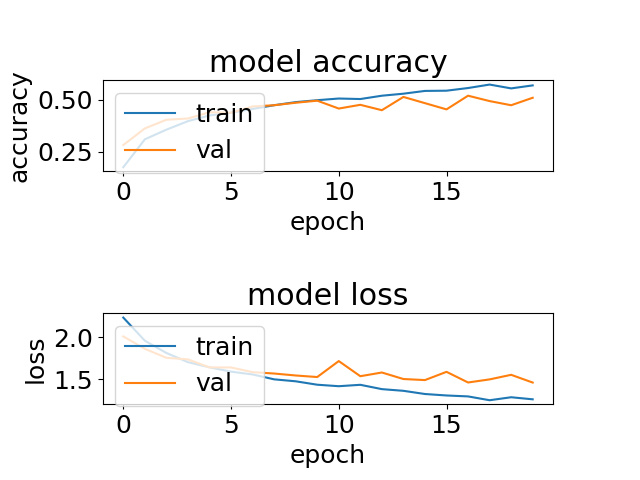 model accuracy
accuracy
0.50
0.25
train
val
0 5 10 15
epoch
model loss
loss
2.0
1.5
train
val
0 5 10 15
epoch